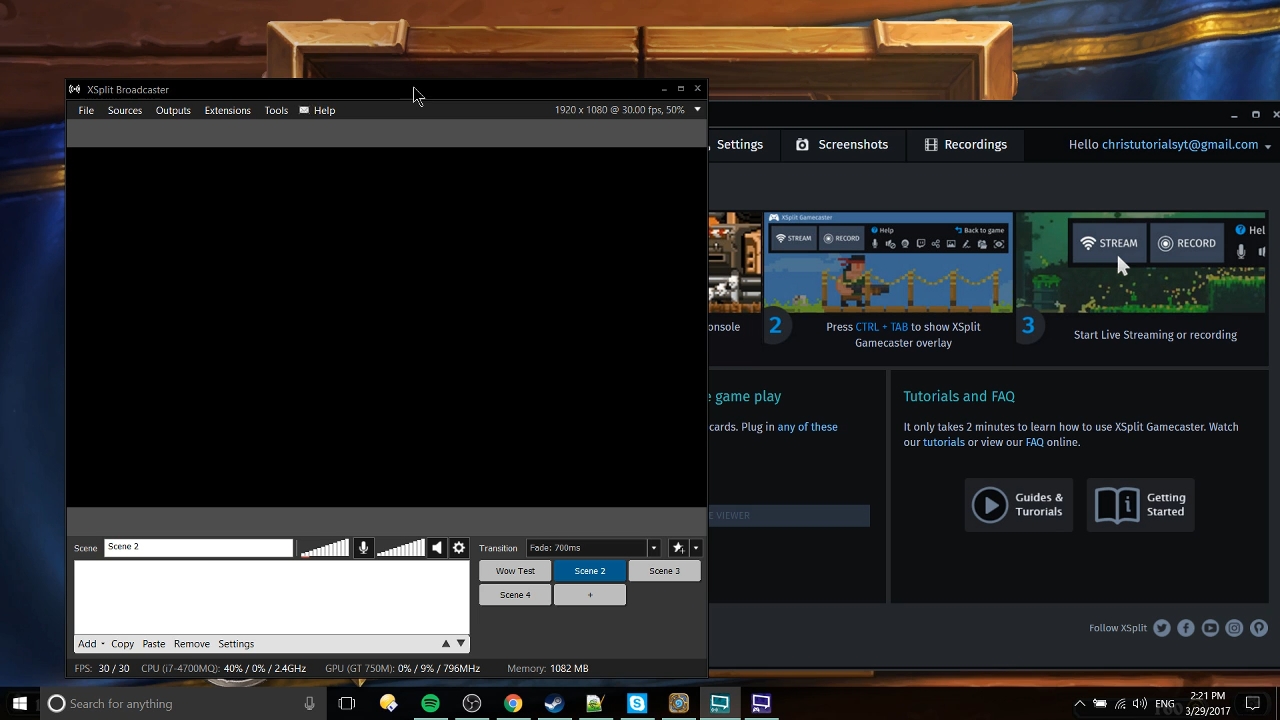 XSplit Broadcaster
File Sources Outputs Extensions Tools Help 1920 x 1080 @ 30.00 fps, 50%
Settings Screenshots Recordings Hello christutorialsyt@gmail.com
XSplit Gamecaster
STREAM RECORD Help Back to game
STREAM RECORD Hel
onsole
2 Press CTRL + TAB to show XSplit
Gamecaster overlay
3 Start Live Streaming or recording
e game play
cards. Plug in any of these
E VIEWER
Tutorials and FAQ
It only takes 2 minutes to learn how to use XSplit Gamecaster. Watch
our tutorials or view our FAQ online.
Guides &
Turorials
Getting
Started
Follow XSplit
Scene Scene 2 Transition Fade: 700ms
Wow Test Scene 2 Scene 3
Scene 4 +
Add Copy Paste Remove Settings
FPS: 30 / 30 CPU (i7-4700MQ): 40% / 0% / 2.4GHz GPU (GT 750M): 0% / 9% / 796MHz Memory: 1082 MB
Search for anything
ENG
2:21 PM
3/29/2017